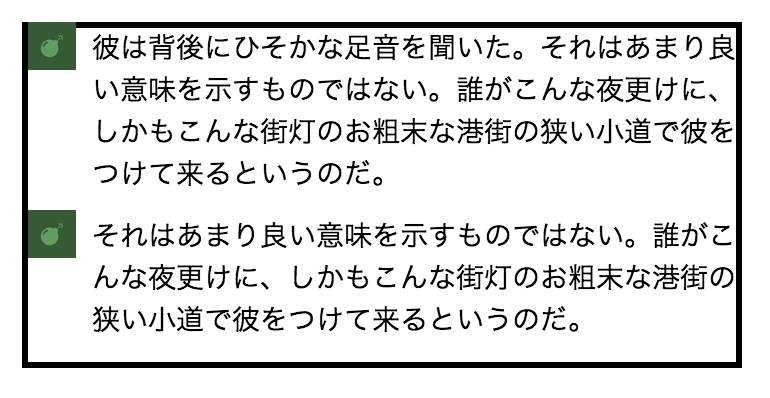 彼は背後にひそかな足音を聞いた。それはあまり良
い意味を示すものではない。誰がこんな夜更けに、
しかもこんな街灯のお粗末な港街の狭い小道で彼を
つけて来るというのだ。
それはあまり良い意味を示すものではない。誰がこ
んな夜更けに、しかもこんな街灯のお粗末な港街の
狭い小道で彼をつけて来るというのだ。